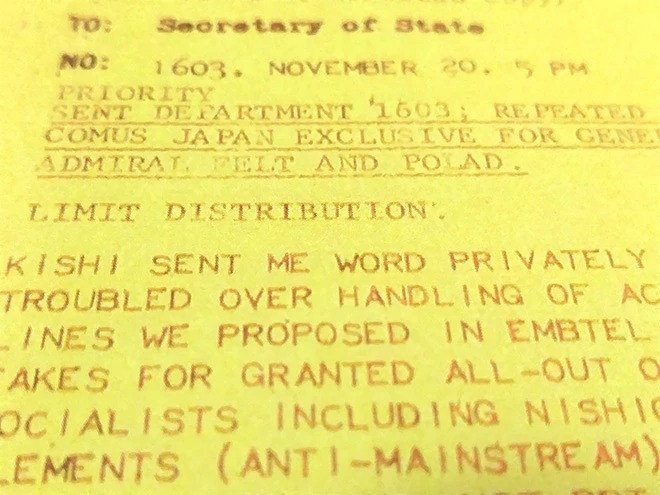 TO: Secretary of State
NO: 1603, NOVEMBER 20, 5 PM
PRIORITY
SENT DEPARTMENT 1603; REPEATED
COMUS JAPAN EXCLUSIVE FOR GENE
ADMIRAL FELT AND POLAD.
LIMIT DISTRIBUTION.
KISHI SENT ME WORD PRIVATELY
TROUBLED OVER HANDLING OF AC
LINES WE PROPOSED IN EMBTEL
AKES FOR GRANTED ALL-OUT O
OCIALISTS INCLUDING NISHI
LEMENTS (ANTI-MAINSTREAM)